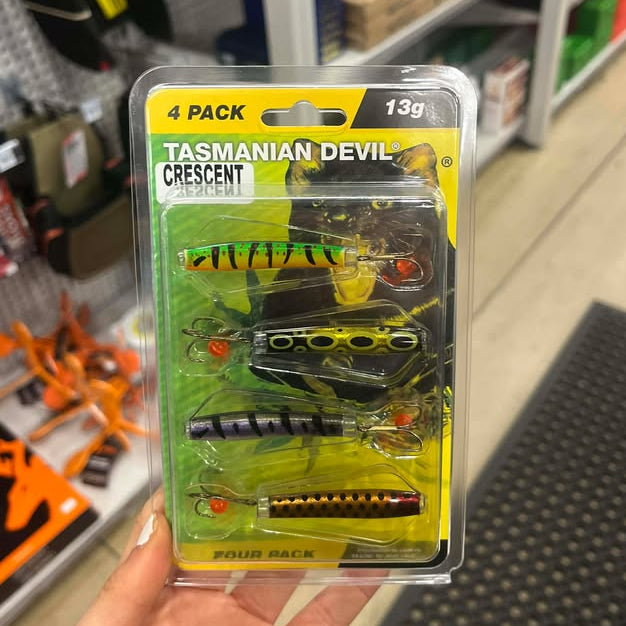 4 PACK
13g
TASMANIAN DEVIL®
®
CRESCENT
FOUR PACK